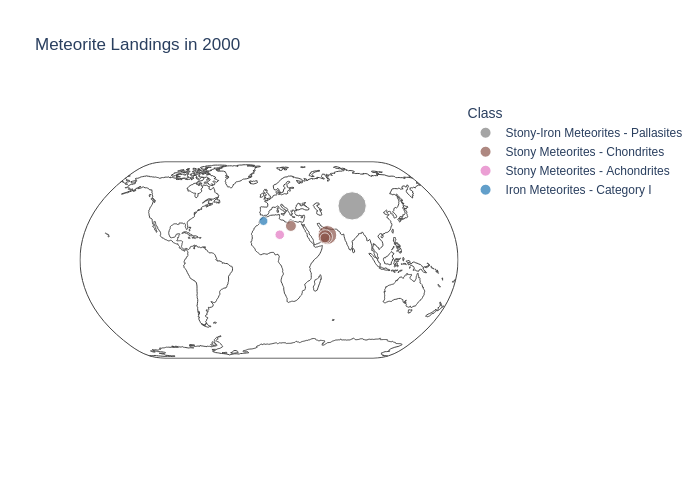 Meteorite Landings in 2000
Class
Stony-Iron Meteorites - Pallasites
Stony Meteorites - Chondrites
Stony Meteorites - Achondrites
Iron Meteorites - Category I